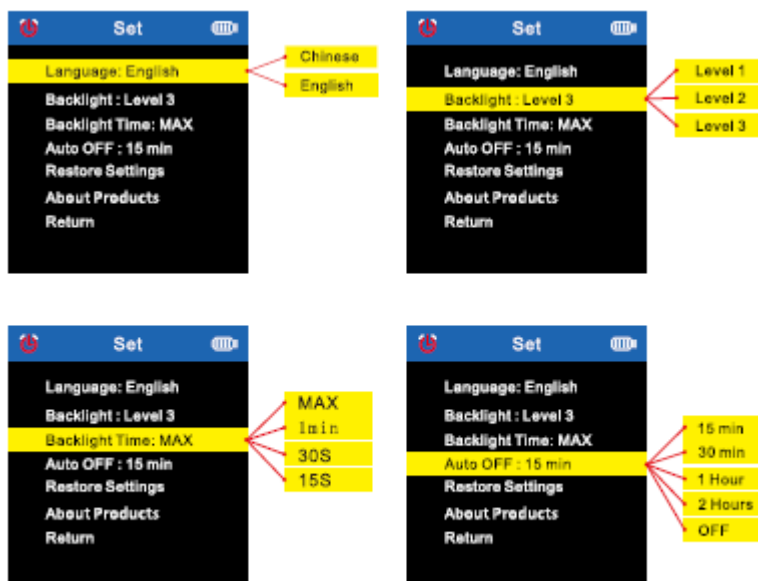 Set
Language: English
Chinese
English
Backlight : Level 3
Backlight Time: MAX
Auto OFF : 15 min
Restore Settings
About Products
Return
Set
Language: English
Backlight : Level 3
Level 1
Level 2
Level 3
Backlight Time: MAX
Auto OFF : 15 min
Restore Settings
About Products
Return
Set
Language: English
Backlight : Level 3
Backlight Time: MAX
MAX
1min
30S
15S
Auto OFF : 15 min
Restore Settings
About Products
Return
Set
Language: English
Backlight : Level 3
Backlight Time: MAX
Auto OFF : 15 min
15 min
30 min
1 Hour
2 Hours
OFF
Restore Settings
About Products
Return